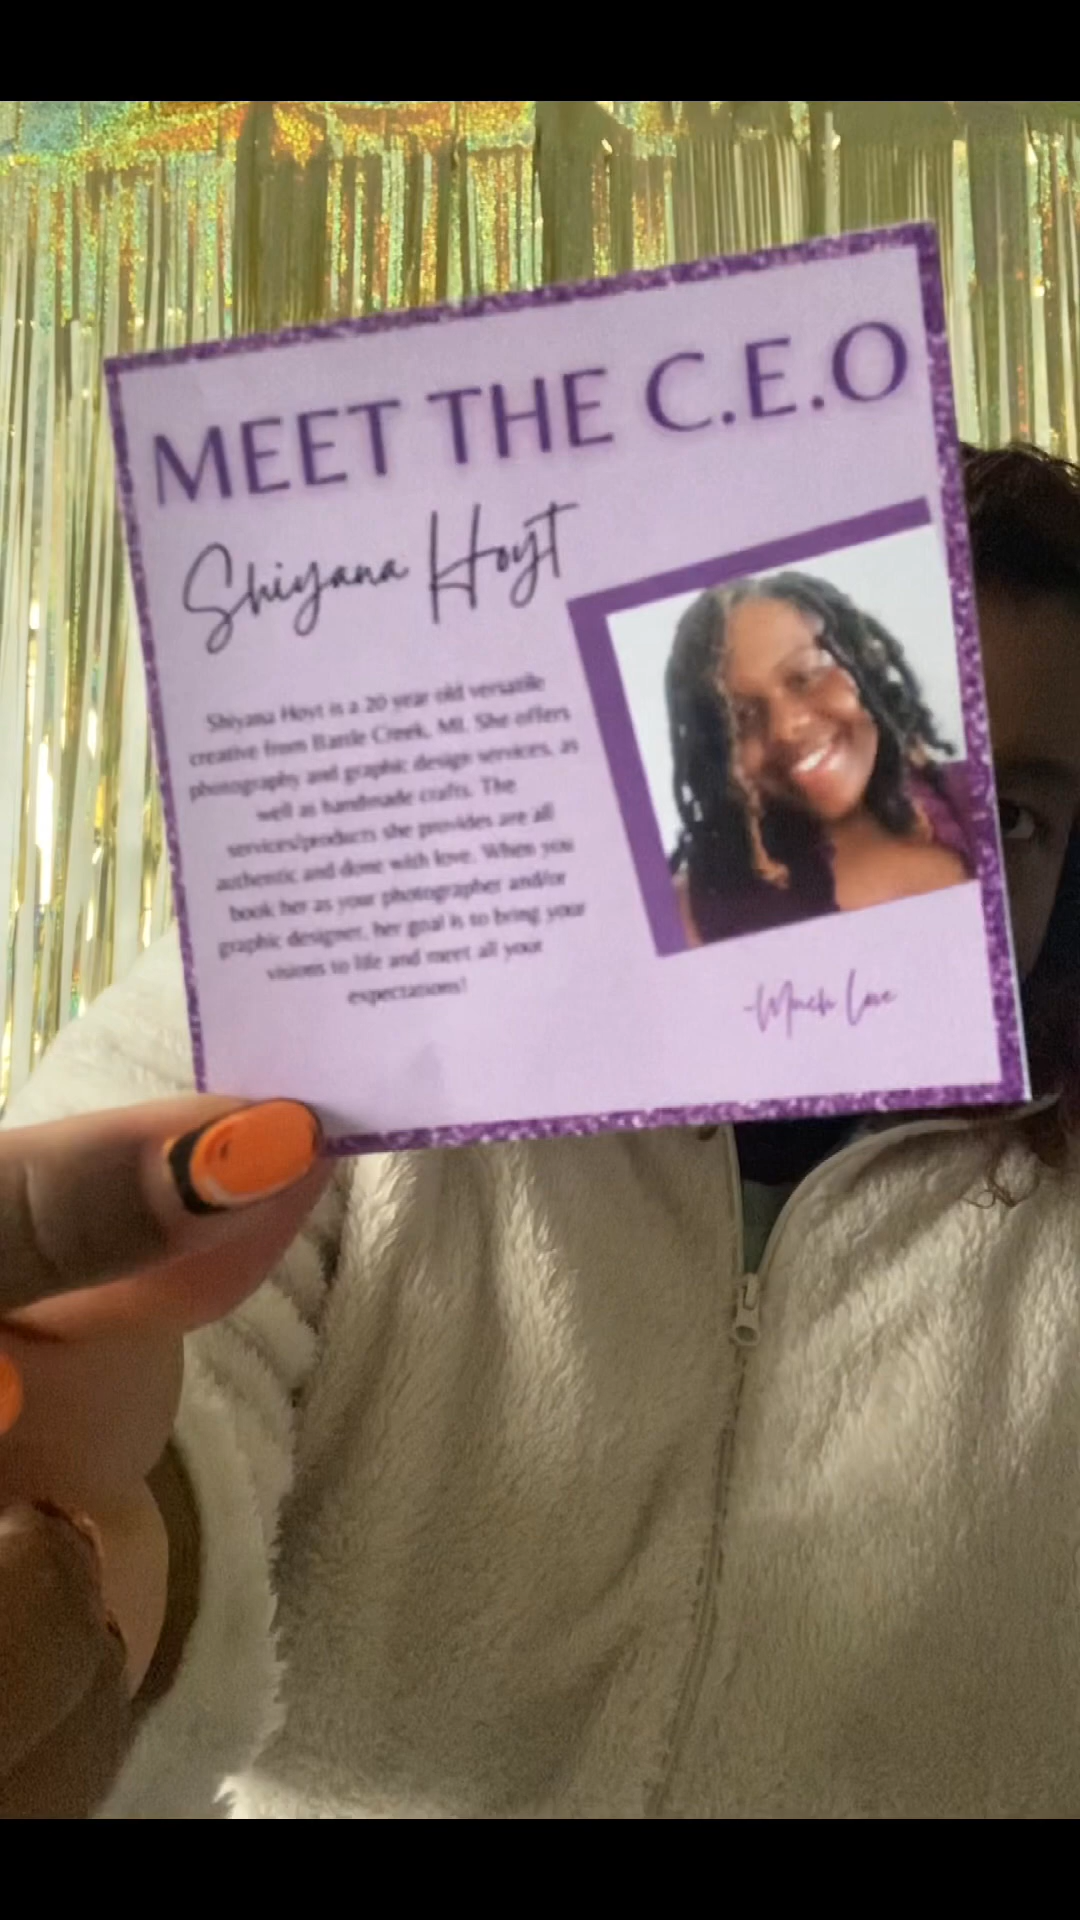 MEET THE C.E.O
Shiyana Hoyt
Shiyana Hoyt is a 20 year old versatile
creative from Battle Creek, MI. She offers
photography and graphic design services, as
well as handmade crafts. The
services/products she provides are all
authentic and done with love. When you
book her as your photographer and/or
graphic designer, her goal is to bring your
visions to life and meet all your
expectations!
-Much Love